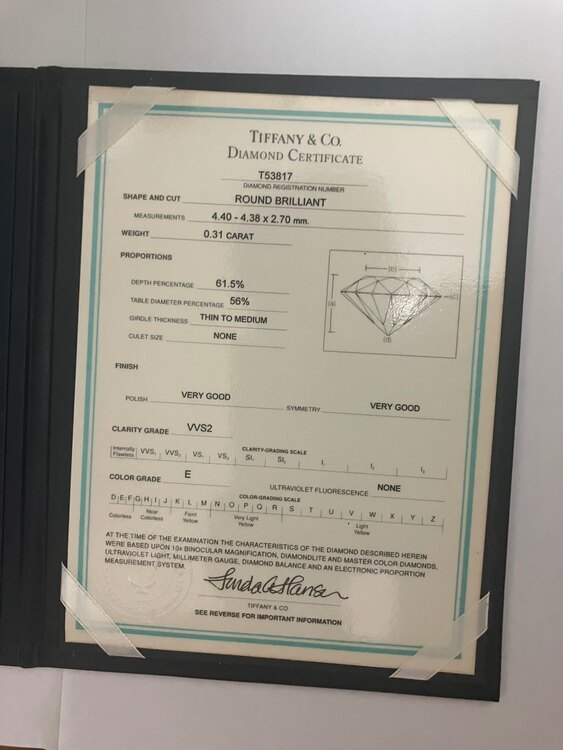 TIFFANY & CO.
DIAMOND CERTIFICATE
T53817
DIAMOND REGISTRATION NUMBER
SHAPE AND CUT ROUND BRILLIANT
MEASUREMENTS 4.40 - 4.38 x 2.70 mm.
WEIGHT 0.31 CARAT
PROPORTIONS
DEPTH PERCENTAGE 61.5%
TABLE DIAMETER PERCENTAGE 56%
GIRDLE THICKNESS THIN TO MEDIUM
CULET SIZE NONE
(b)
(a) (c)
(d)
FINISH
POLISH VERY GOOD SYMMETRY VERY GOOD
CLARITY GRADE VVS2
CLARITY-GRADING SCALE
Internally Flawless VVS1 VVS2 VS1 VS2 SI1 SI2 I1 I2 I3
COLOR GRADE E ULTRAVIOLET FLUORESCENCE NONE
COLOR-GRADING SCALE
D E F G H I J K L M N O P Q R S T U V W X Y Z
Colorless Near Colorless Faint Yellow Very Light Yellow Light Yellow
AT THE TIME OF THE EXAMINATION THE CHARACTERISTICS OF THE DIAMOND DESCRIBED HEREIN
WERE BASED UPON 10x BINOCULAR MAGNIFICATION, DIAMONDLITE AND MASTER COLOR DIAMONDS,
ULTRAVIOLET LIGHT, MILLIMETER GAUGE, DIAMOND BALANCE AND AN ELECTRONIC PROPORTION
MEASUREMENT SYSTEM.
TIFFANY & CO.
SEE REVERSE FOR IMPORTANT INFORMATION